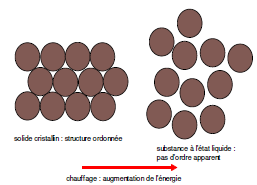 solide cristallin : structure ordonnée
substance à l'état liquide :
pas d'ordre apparent
chauffage : augmentation de l'énergie